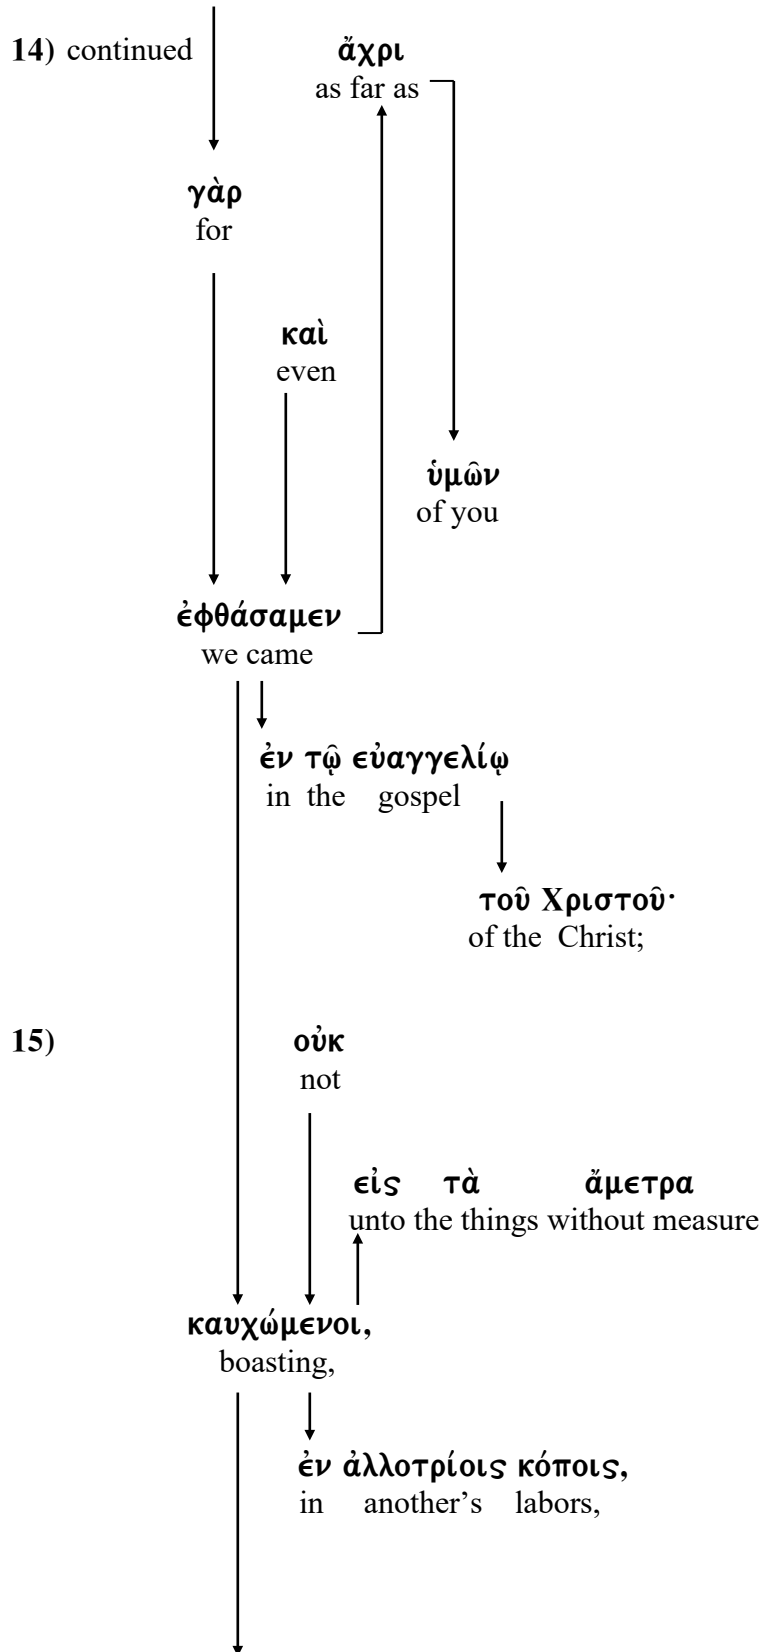 14) continued
ἄχρι
as far as
γὰρ
for
καὶ
even
ὑμῶν
of you
ἐφθάσαμεν
we came
ἐν τῷ εὐαγγελίῳ
in the gospel
τοῦ Χριστοῦ·
of the Christ;
15) οὐκ
not
εἰς τὰ ἄμετρα
unto the things without measure
καυχώμενοι,
boasting,
ἐν ἀλλοτρίοις κόποις,
in another’s labors,